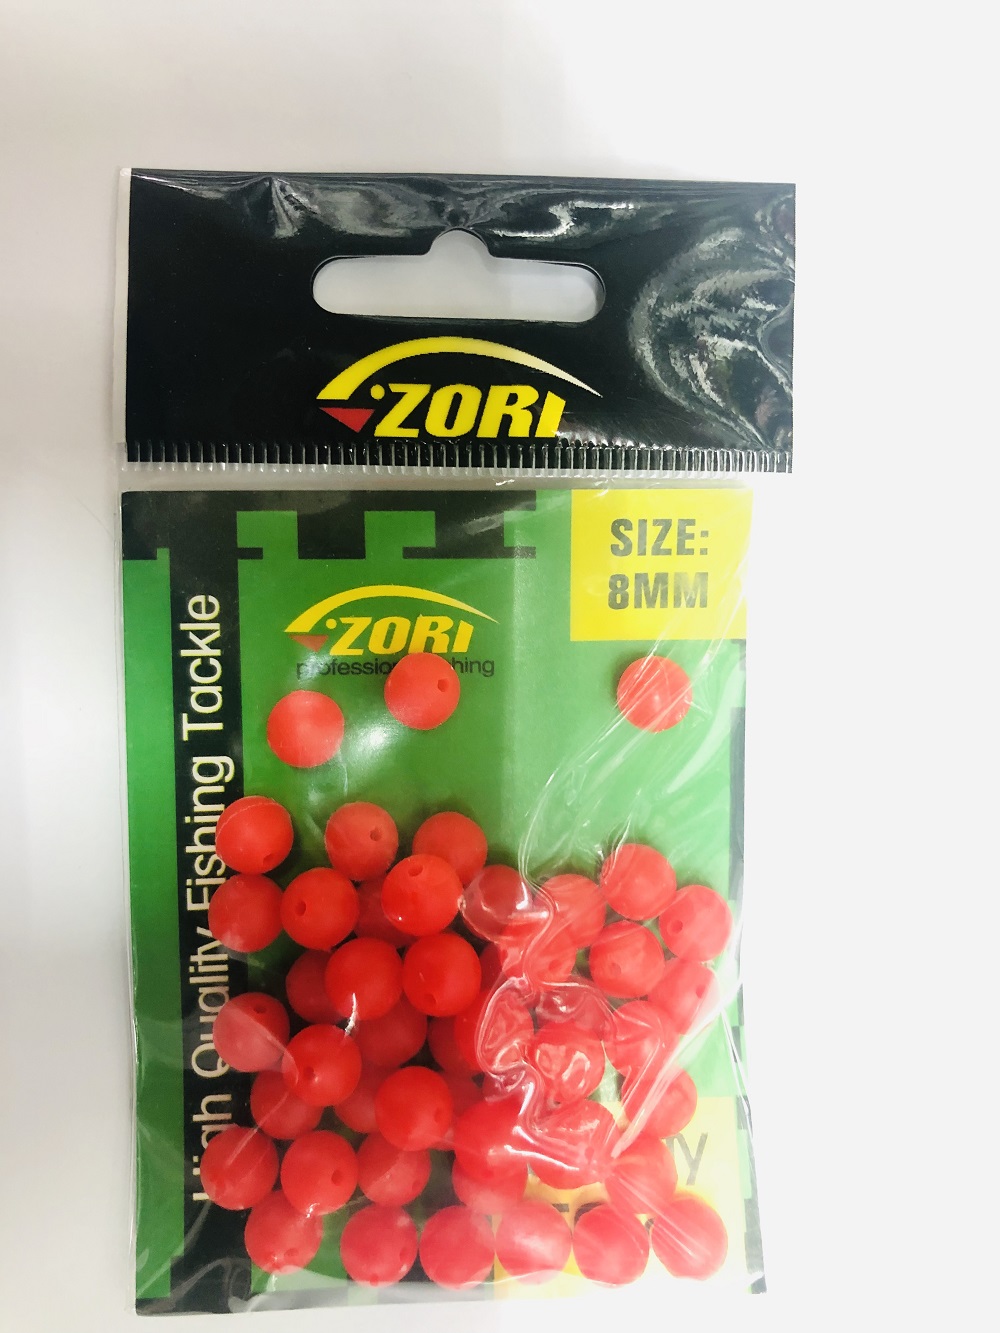 ZORI
SIZE:
8MM
ZORI
High Quality Fishing Tackle